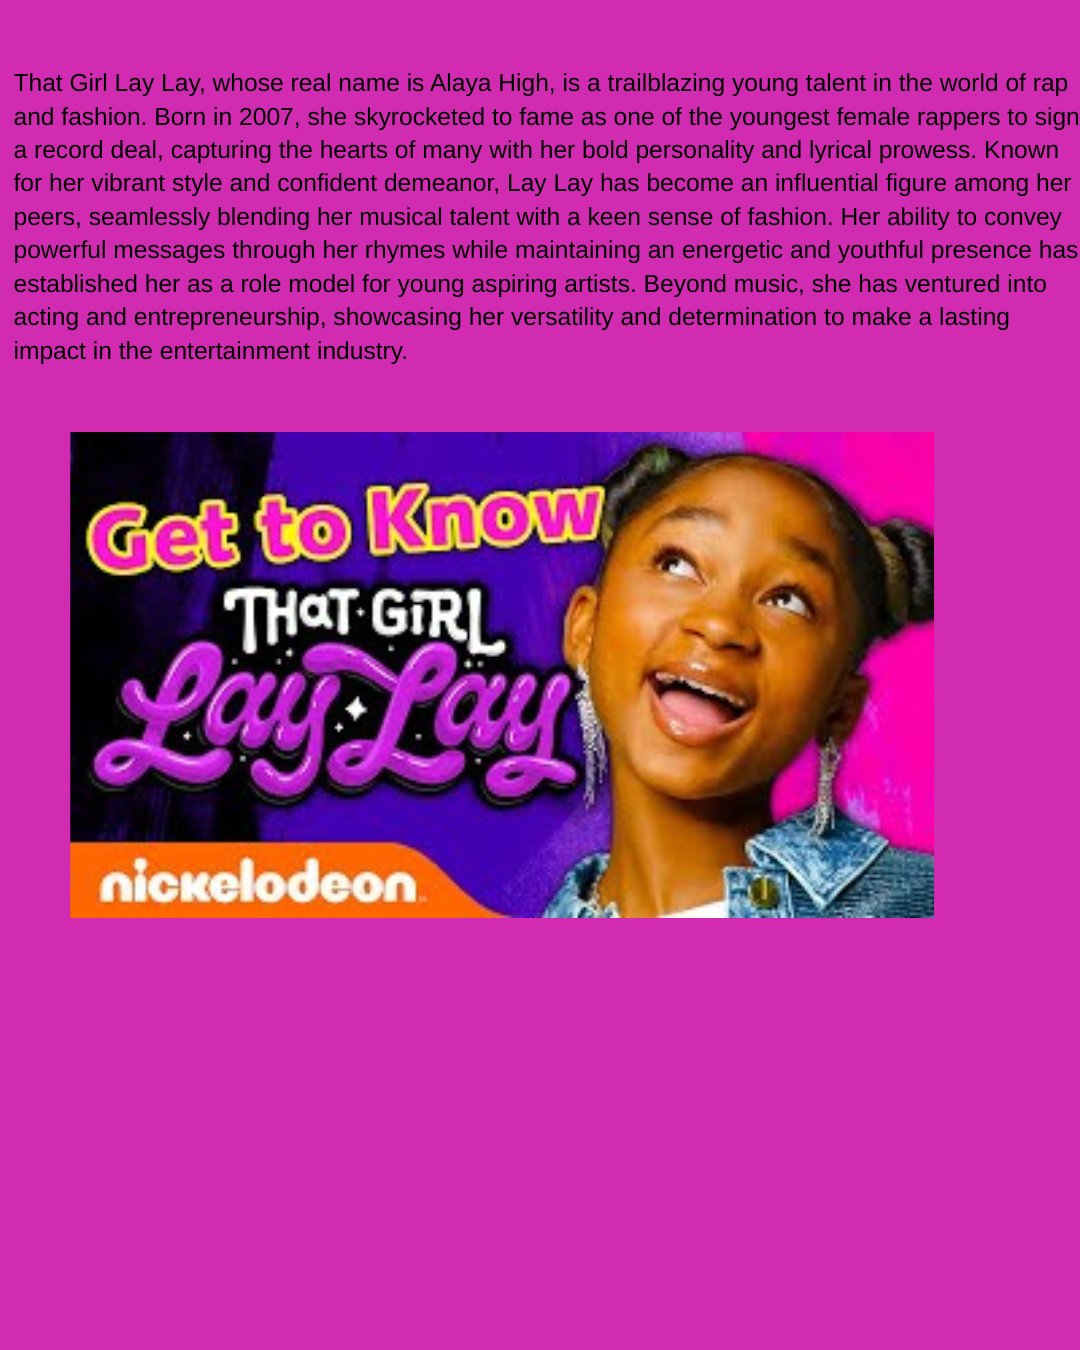 That Girl Lay Lay, whose real name is Alaya High, is a trailblazing young talent in the world of rap
and fashion. Born in 2007, she skyrocketed to fame as one of the youngest female rappers to sign
a record deal, capturing the hearts of many with her bold personality and lyrical prowess. Known
for her vibrant style and confident demeanor, Lay Lay has become an influential figure among her
peers, seamlessly blending her musical talent with a keen sense of fashion. Her ability to convey
powerful messages through her rhymes while maintaining an energetic and youthful presence has
established her as a role model for young aspiring artists. Beyond music, she has ventured into
acting and entrepreneurship, showcasing her versatility and determination to make a lasting
impact in the entertainment industry.
Get to Know
THaT GiRL
Lay Lay
nickelodeon